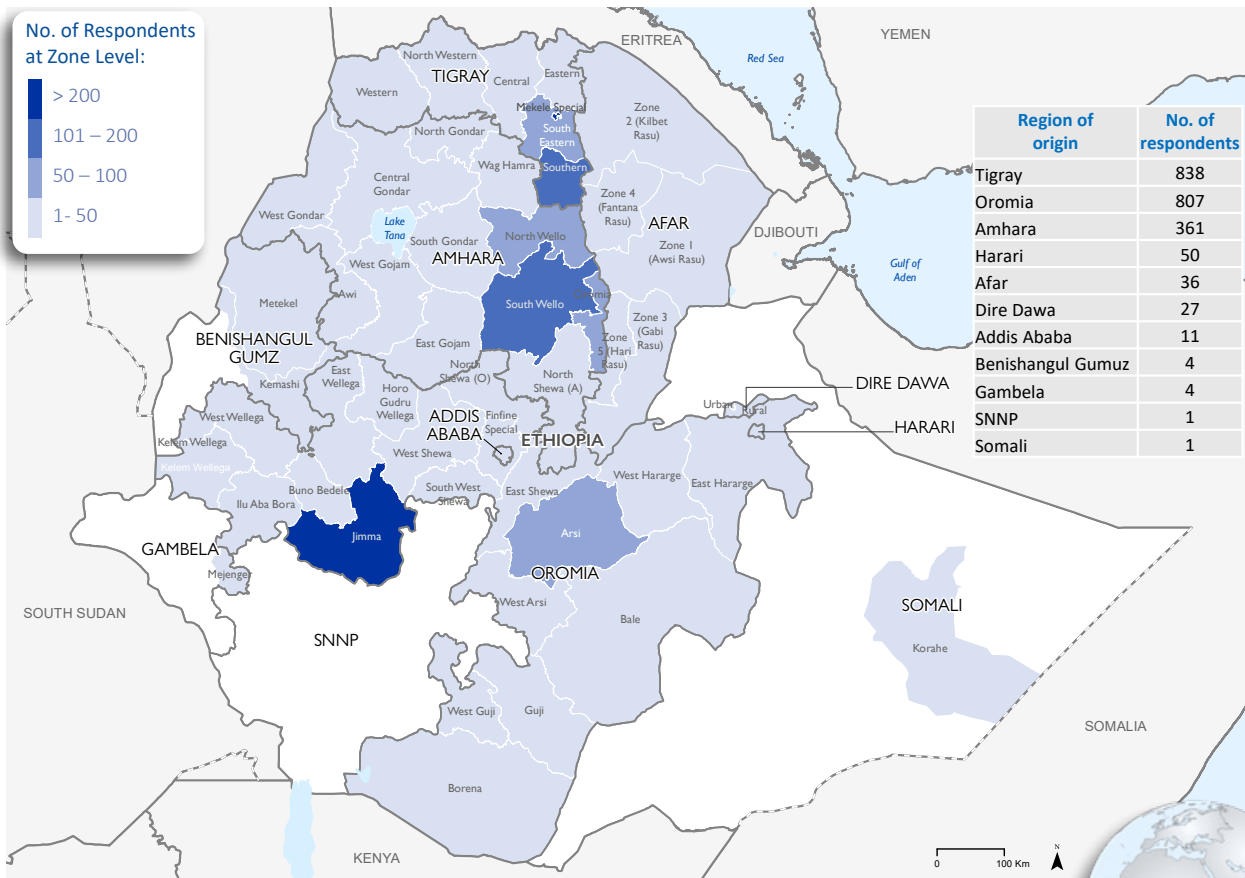 No. of Respondents
at Zone Level:
> 200
101 – 200
50 – 100
1- 50
ERITREA
YEMEN
Red Sea
North Western
TIGRAY
Central
Eastern
Western
Mekele Special
South
Eastern
Zone
2 (Kilbet
Rasu)
North Gondar
Wag Hamra
Southern
Central
Gondar
Zone 4
(Fantana
Rasu)
AFAR
West Gondar
Lake
Tana
South Gondar
AMHARA
North Wello
Zone 1
(Awsi Rasu)
DJIBOUTI
Gulf of
Aden
West Gojam
Awi
Metekel
South Wello
Oromia
BENISHANGUL
GUMZ
East Gojam
Zone 3
(Gabi
Rasu)
Zone
5 (Hari
Rasu)
North
Shewa (O)
North
Shewa (A)
Kemashi
East
Wellega
Horo
Gudru
Wellega
DIRE DAWA
Urban
Rural
HARARI
West Wellega
ADDIS
ABABA
Finfine
Special
ETHIOPIA
Kelem Wellega
Kelem Wellega
West Shewa
Buno Bedele
South West
Shewa
East Shewa
West Hararge
East Hararge
Ilu Aba Bora
Jimma
Arsi
GAMBELA
Mejenger
OROMIA
West Arsi
Bale
SOUTH SUDAN
SNNP
SOMALI
Korahe
West Guji
Guji
SOMALIA
Borena
KENYA
N
0 100 Km
Region of
origin
No. of
respondents
Tigray 838
Oromia 807
Amhara 361
Harari 50
Afar 36
Dire Dawa 27
Addis Ababa 11
Benishangul Gumuz 4
Gambela 4
SNNP 1
Somali 1